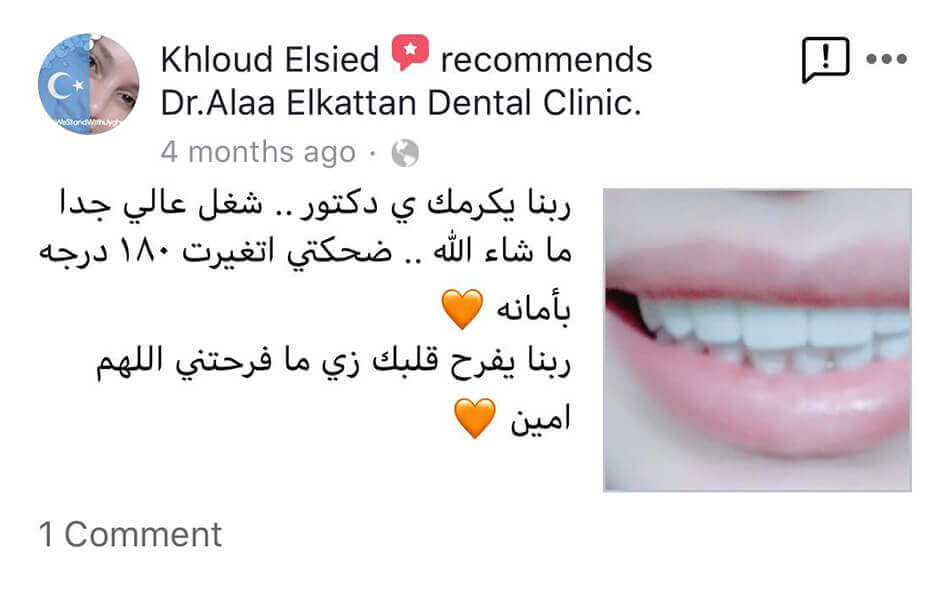 Khloud Elsied recommends
Dr.Alaa Elkattan Dental Clinic.
4 months ago ·
ربنا يكرمك ي دكتور .. شغل عالي جدا
ما شاء الله .. ضحكتي اتغيرت ١٨٠ درجه
بأمانه 🧡
ربنا يفرح قلبك زي ما فرحتني اللهم
امين 🧡
1 Comment